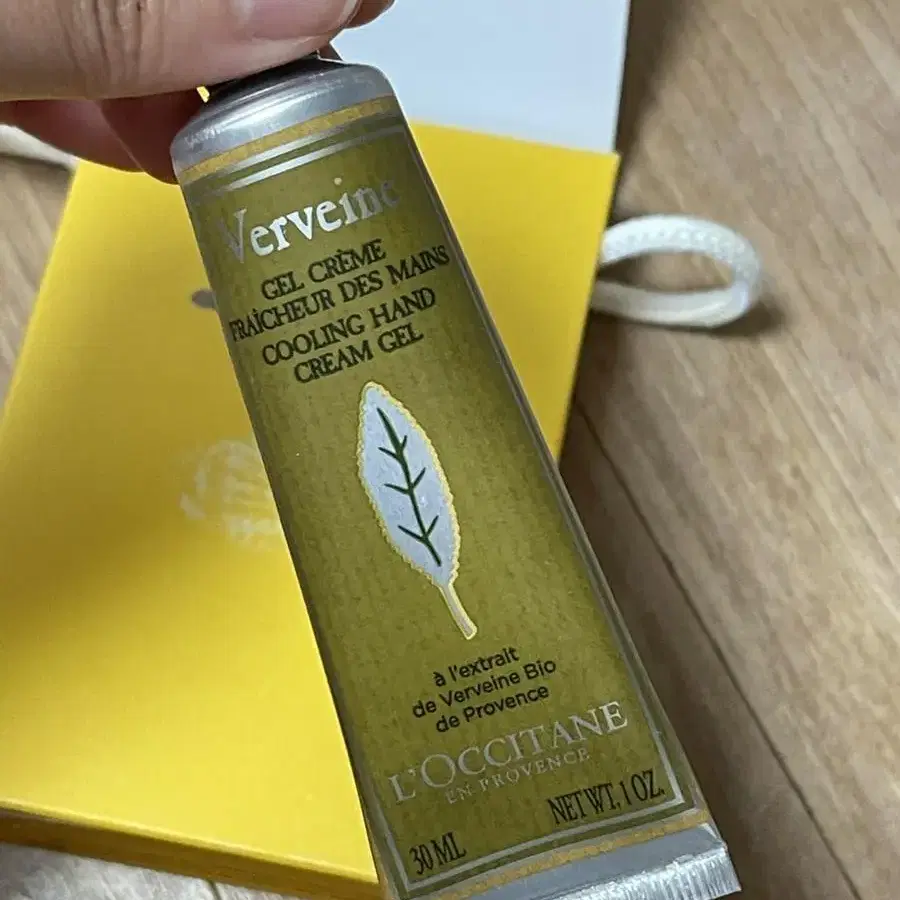 Verveine
GEL CRÈME
FRAÎCHEUR DES MAINS
COOLING HAND
CREAM GEL
à l'extrait
de Verveine Bio
de Provence
L'OCCITANE
EN PROVENCE
30 ML NET WT. 1 OZ.